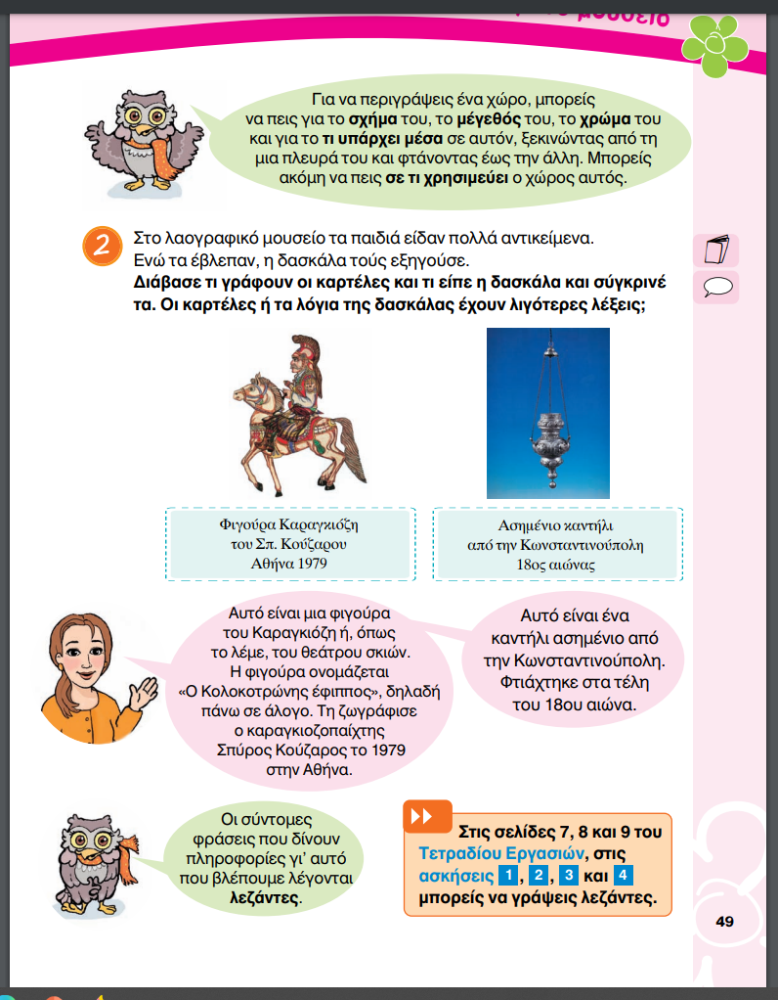 μουσείο
Για να περιγράψεις ένα χώρο, μπορείς
να πεις για το σχήμα του, το μέγεθός του, το χρώμα του
και για το τι υπάρχει μέσα σε αυτόν, ξεκινώντας από τη
μια πλευρά του και φτάνοντας έως την άλλη. Μπορείς
ακόμη να πεις σε τι χρησιμεύει ο χώρος αυτός.
2
Στο λαογραφικό μουσείο τα παιδιά είδαν πολλά αντικείμενα.
Ενώ τα έβλεπαν, η δασκάλα τούς εξηγούσε.
Διάβασε τι γράφουν οι καρτέλες και τι είπε η δασκάλα και σύγκρινέ
τα. Οι καρτέλες ή τα λόγια της δασκάλας έχουν λιγότερες λέξεις;
Φιγούρα Καραγκιόζη
του Σπ. Κούζαρου
Αθήνα 1979
Ασημένιο καντήλι
από την Κωνσταντινούπολη
18ος αιώνας
Αυτό είναι μια φιγούρα
του Καραγκιόζη ή, όπως
το λέμε, του θεάτρου σκιών.
Η φιγούρα ονομάζεται
«Ο Κολοκοτρώνης έφιππος», δηλαδή
πάνω σε άλογο. Τη ζωγράφισε
ο καραγκιοζοπαίχτης
Σπύρος Κούζαρος το 1979
στην Αθήνα.
Αυτό είναι ένα
καντήλι ασημένιο από
την Κωνσταντινούπολη.
Φτιάχτηκε στα τέλη
του 18ου αιώνα.
Οι σύντομες
φράσεις που δίνουν
πληροφορίες γι' αυτό
που βλέπουμε λέγονται
λεζάντες.
Στις σελίδες 7, 8 και 9 του
Τετραδίου Εργασιών, στις
ασκήσεις 1, 2, 3 και 4
μπορείς να γράψεις λεζάντες.
49